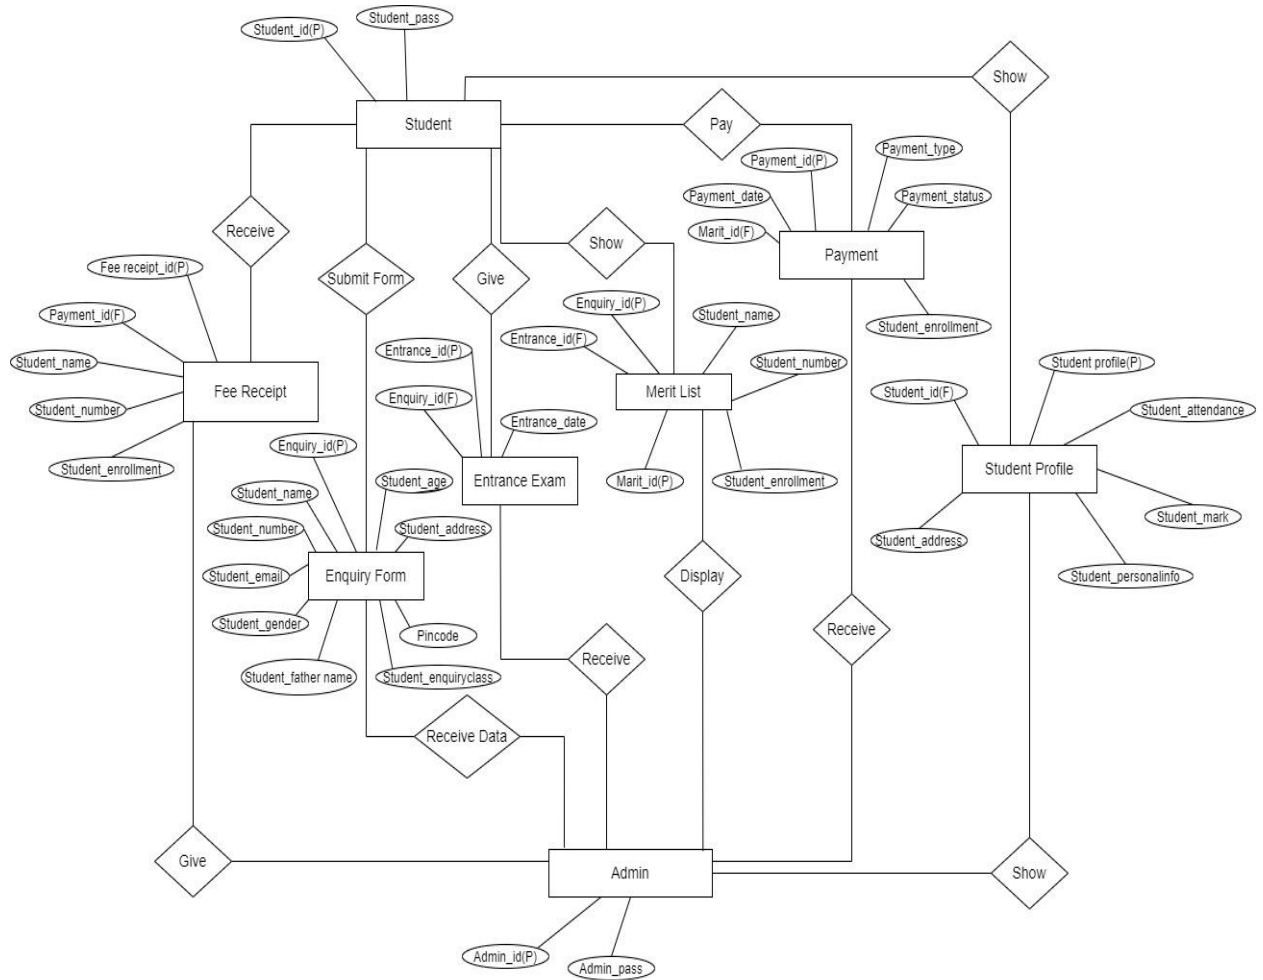 Student_pass
Student_id(P)
Show
Student
Pay
Payment_id(P)
Payment_type
Payment_date
Payment_status
Marit_id(F)
Receive
Show
Payment
Fee receipt_id(P)
Submit Form
Give
Enquiry_id(P)
Student_name
Payment_id(F)
Student_enrollment
Entrance_id(F)
Entrance_id(P)
Student_name
Student_number
Student profile(P)
Fee Receipt
Merit List
Student_id(F)
Enquiry_id(F)
Student_number
Student_attendance
Entrance_date
Enquiry_id(P)
Student_enrollment
Student Profile
Entrance Exam
Student_age
Marit_id(P)
Student_enrollment
Student_name
Student_mark
Student_number
Student_address
Student_address
Student_email
Enquiry Form
Display
Student_personalinfo
Student_gender
Pincode
Receive
Receive
Student_father name
Student_enquiryclass
Receive Data
Give
Admin
Show
Admin_id(P)
Admin_pass